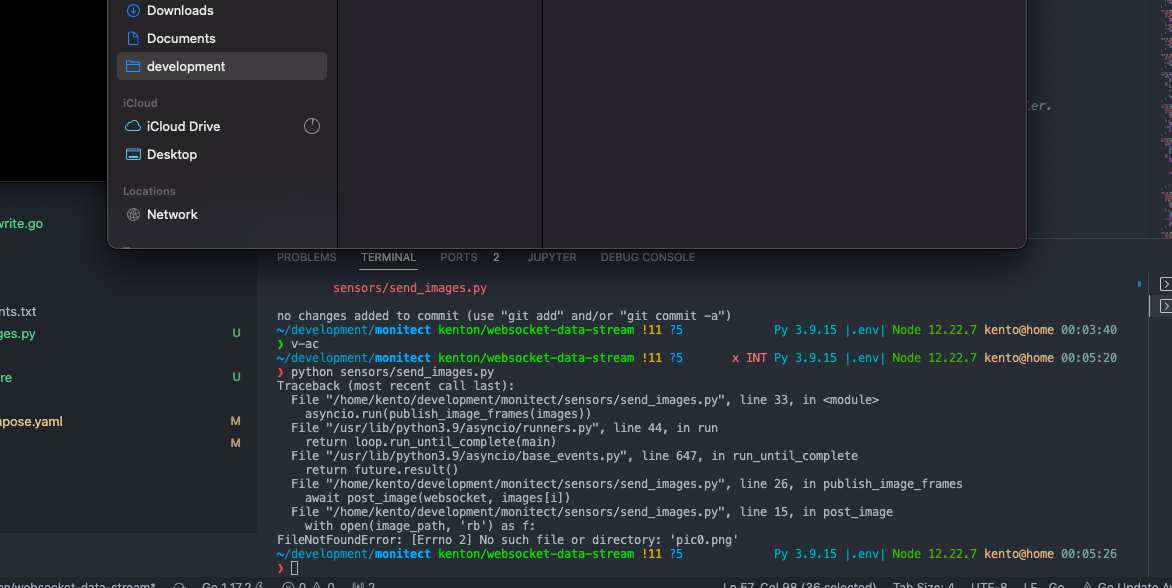 Downloads
Documents
development
iCloud
iCloud Drive
er.
Desktop
Locations
Network
write.go
nts.txt
ges.py U
re U
pose.yaml M
M
PROBLEMS TERMINAL PORTS 2 JUPYTER DEBUG CONSOLE
sensors/send_images.py
no changes added to commit (use "git add" and/or "git commit -a")
~/development/monitect kenton/websocket-data-stream !11 ?5 Py 3.9.15 |.env| Node 12.22.7 kento@home 00:03:40
❯ v-ac
~/development/monitect kenton/websocket-data-stream !11 ?5 x INT Py 3.9.15 |.env| Node 12.22.7 kento@home 00:05:20
❯ python sensors/send_images.py
Traceback (most recent call last):
File "/home/kento/development/monitect/sensors/send_images.py", line 33, in <module>
asyncio.run(publish_image_frames(images))
File "/usr/lib/python3.9/asyncio/runners.py", line 44, in run
return loop.run_until_complete(main)
File "/usr/lib/python3.9/asyncio/base_events.py", line 647, in run_until_complete
return future.result()
File "/home/kento/development/monitect/sensors/send_images.py", line 26, in publish_image_frames
await post_image(websocket, images[i])
File "/home/kento/development/monitect/sensors/send_images.py", line 15, in post_image
with open(image_path, 'rb') as f:
FileNotFoundError: [Errno 2] No such file or directory: 'pic0.png'
~/development/monitect kenton/websocket-data-stream !11 ?5 Py 3.9.15 |.env| Node 12.22.7 kento@home 00:05:26
❯
on/websocket-data-stream* Go 1.17.2 0 0 2 Ln 57, Col 98 (36 selected) Tab Size: 4 UTF-8 LF Go Go Update